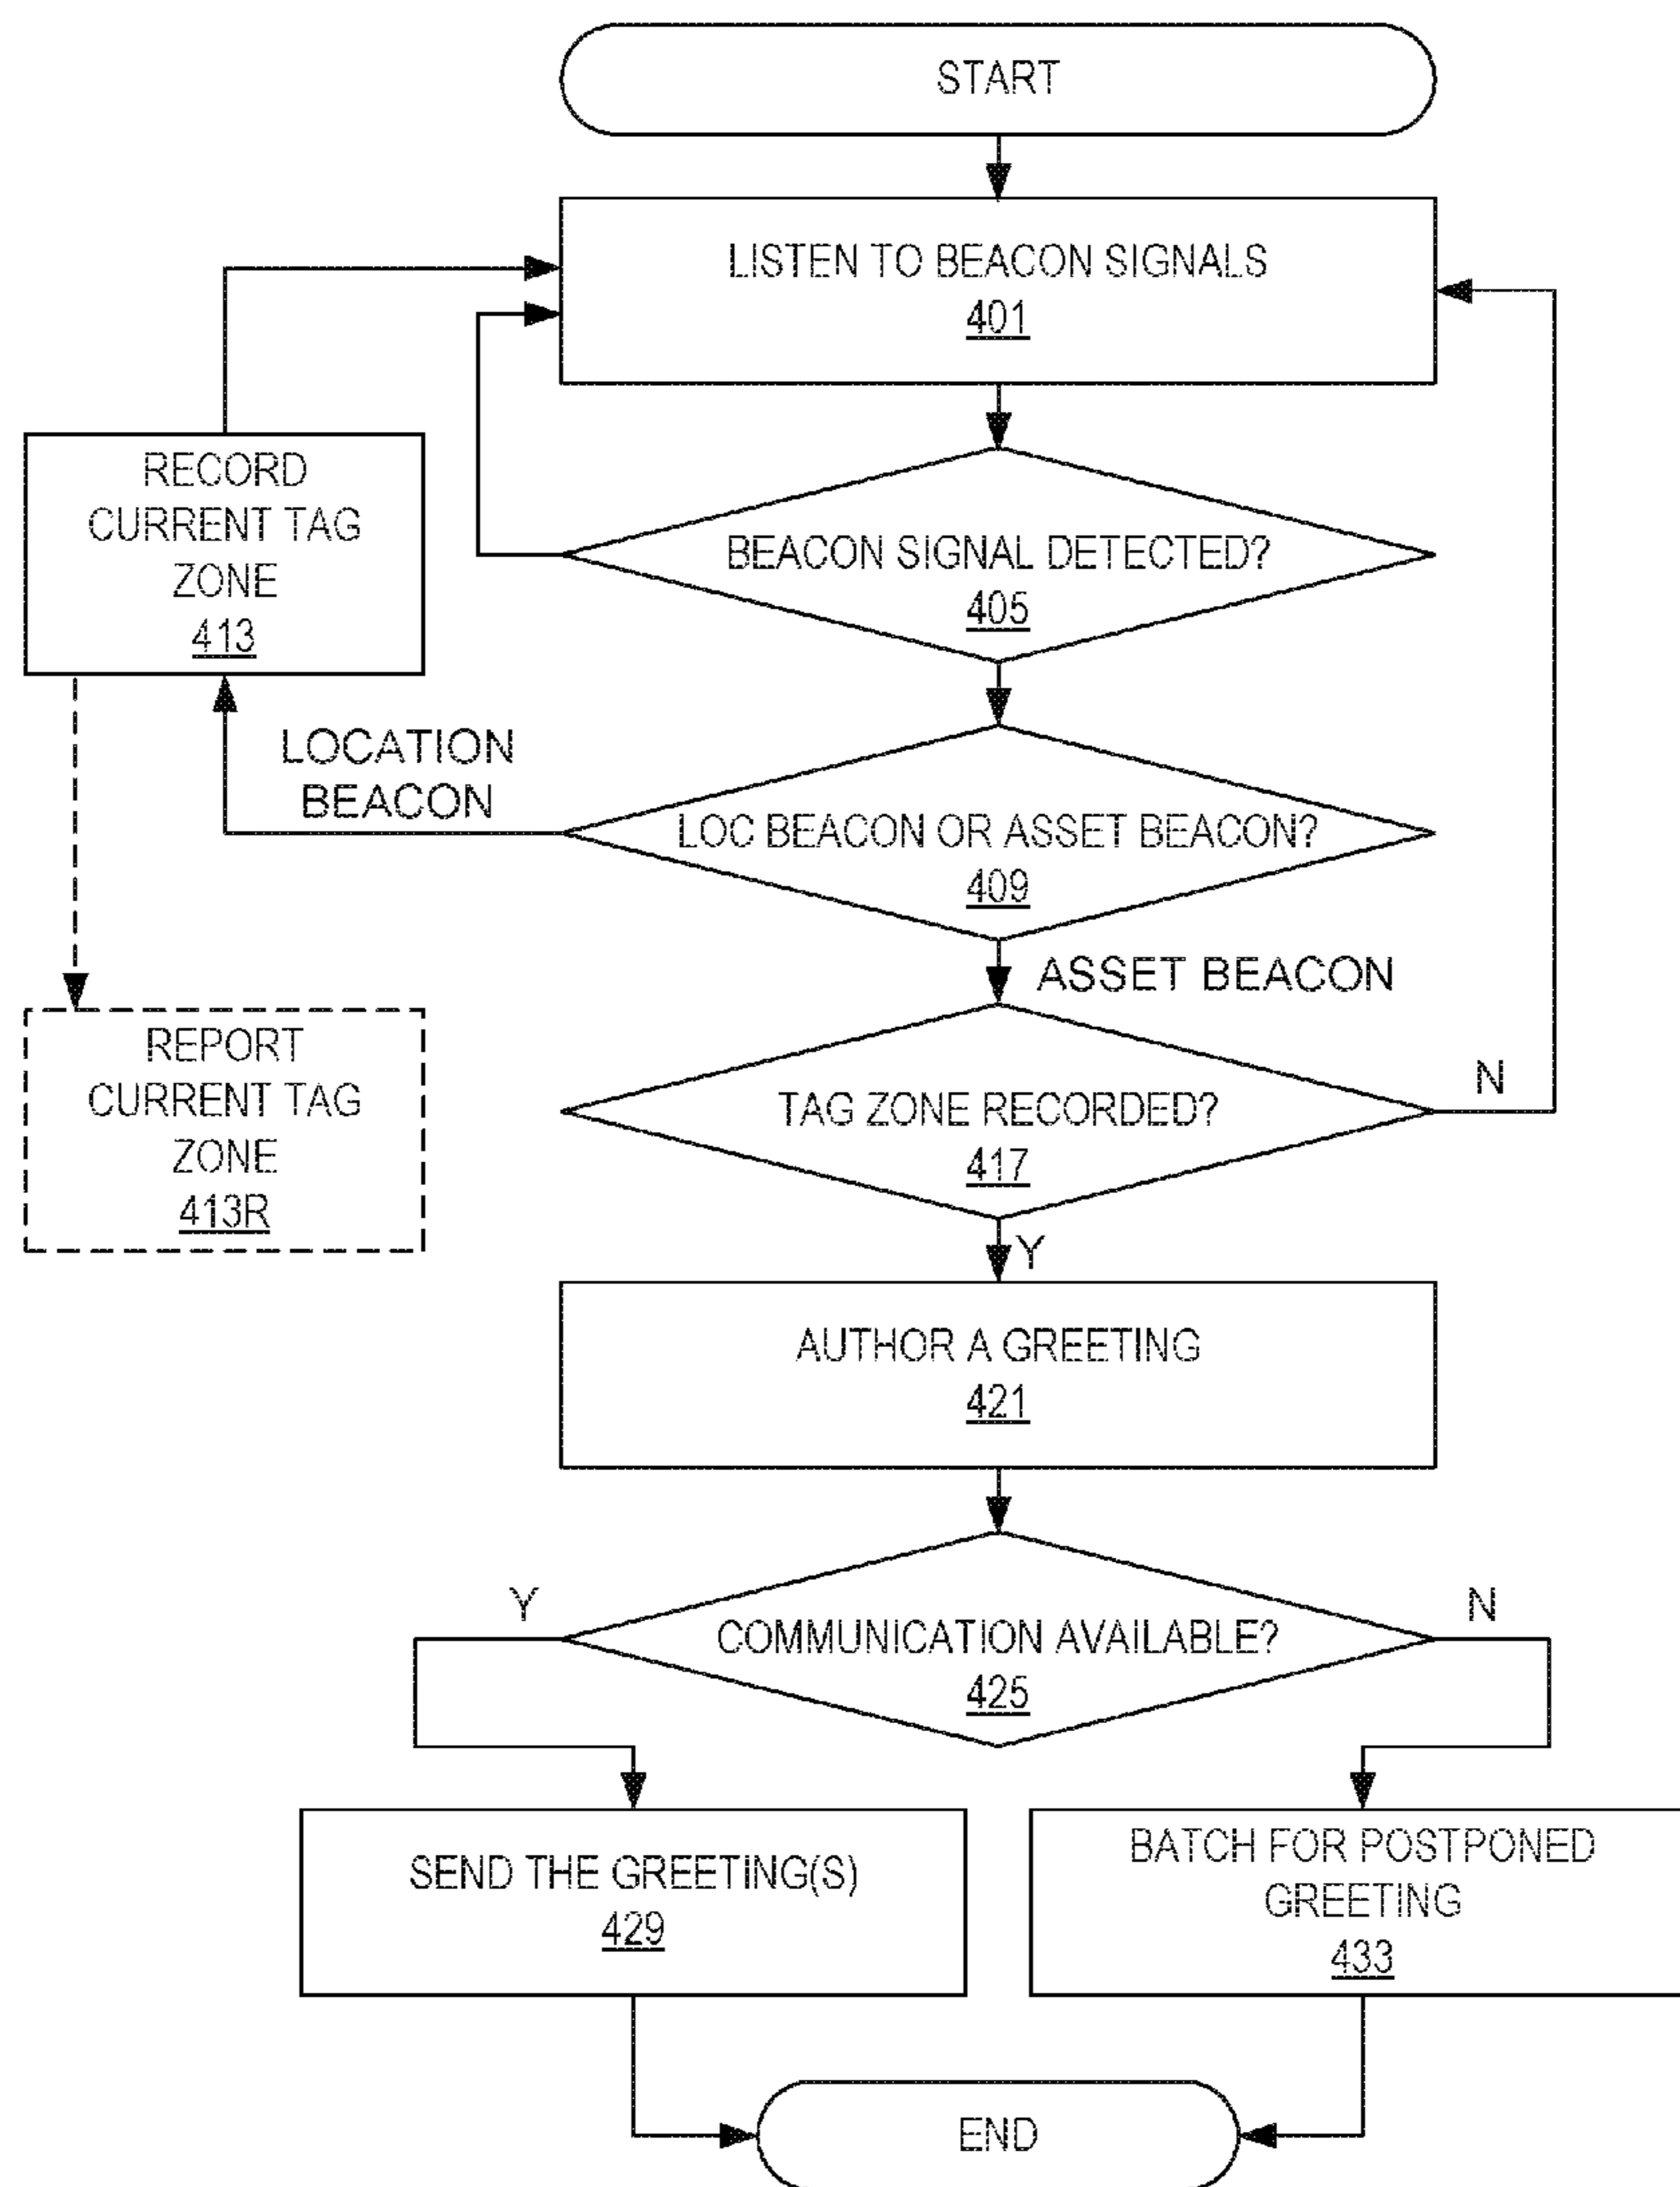 START
LISTEN TO BEACON SIGNALS
401
RECORD
CURRENT TAG
ZONE
413
BEACON SIGNAL DETECTED?
405
LOCATION
BEACON
LOC BEACON OR ASSET BEACON?
409
ASSET BEACON
REPORT
CURRENT TAG
ZONE
413R
TAG ZONE RECORDED?
417
N
Y
AUTHOR A GREETING
421
Y
COMMUNICATION AVAILABLE?
425
N
SEND THE GREETING(S)
429
BATCH FOR POSTPONED
GREETING
433
END